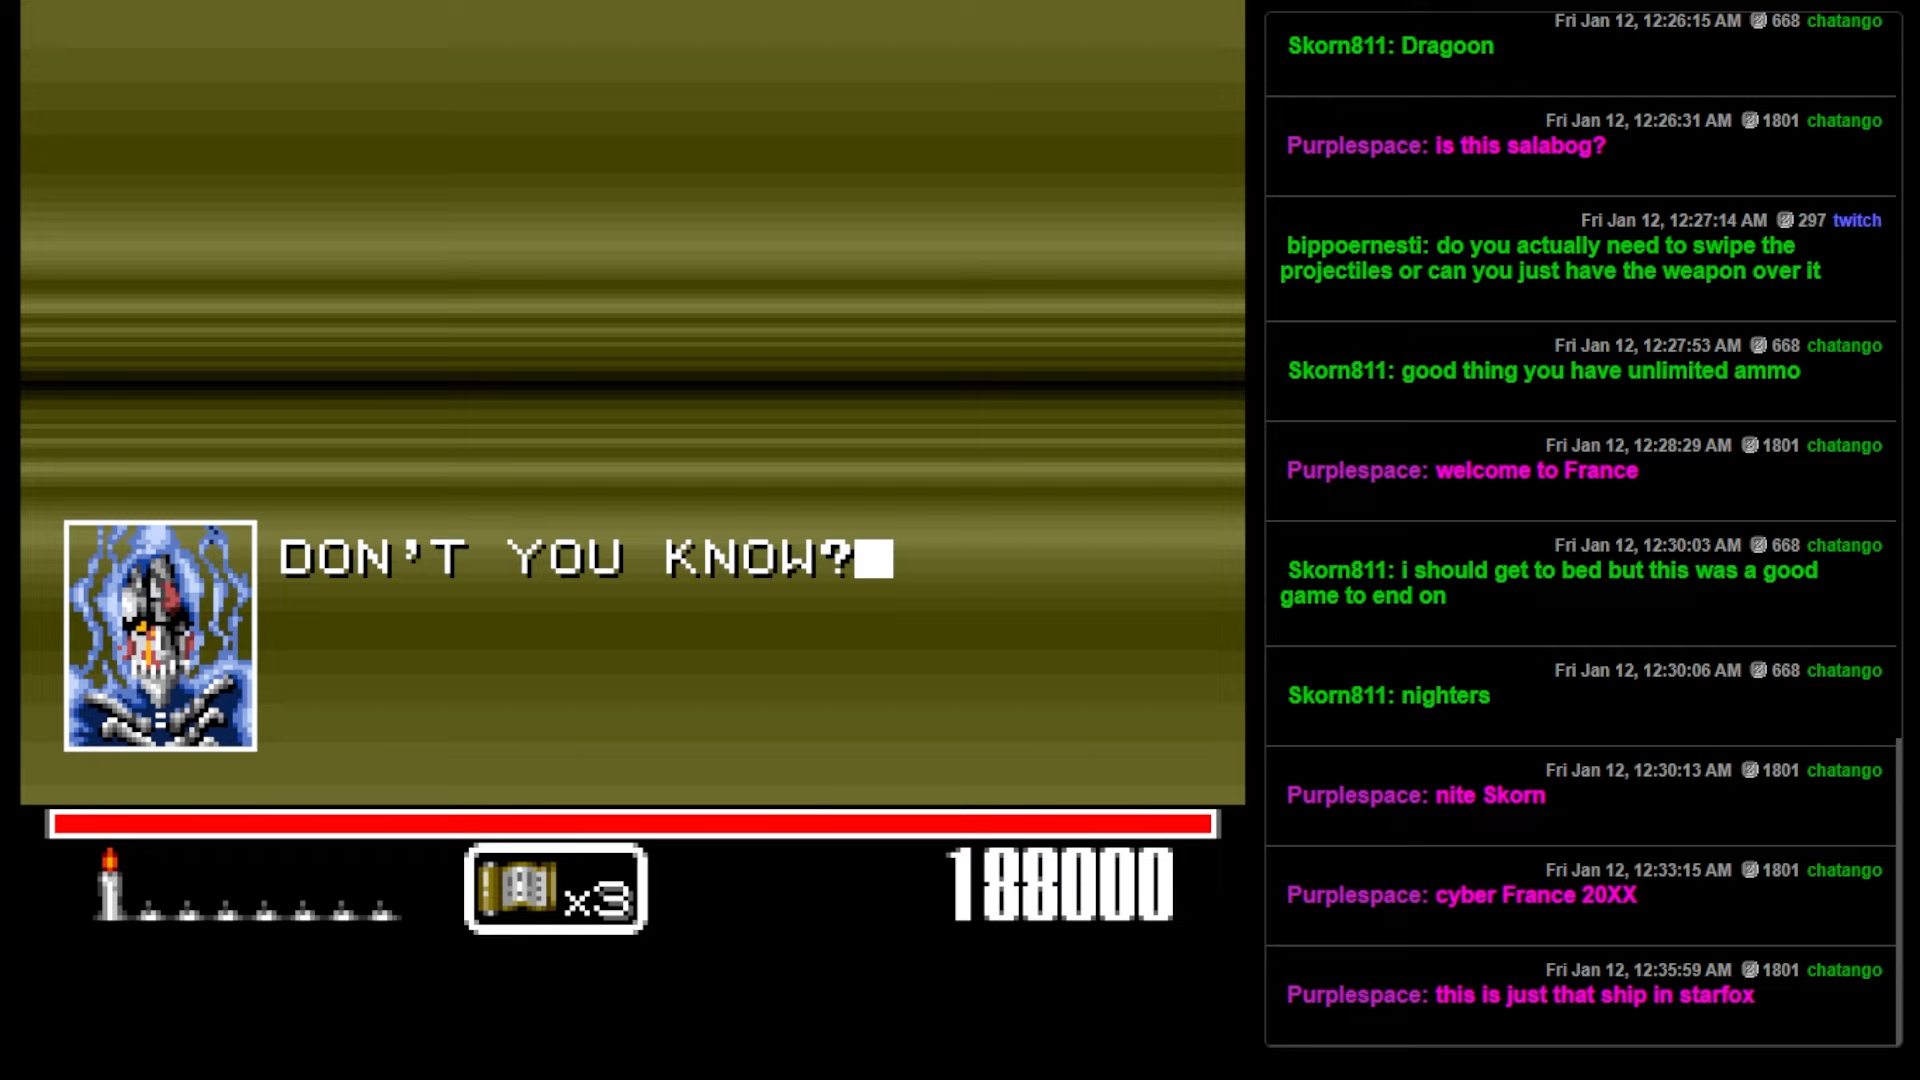 DON'T YOU KNOW?
x3
188000
Fri Jan 12, 12:26:15 AM 668 chatango
Skorn811: Dragoon
Fri Jan 12, 12:26:31 AM 1801 chatango
Purplespace: is this salabog?
Fri Jan 12, 12:27:14 AM 297 twitch
bippoernesti: do you actually need to swipe the
projectiles or can you just have the weapon over it
Fri Jan 12, 12:27:53 AM 668 chatango
Skorn811: good thing you have unlimited ammo
Fri Jan 12, 12:28:29 AM 1801 chatango
Purplespace: welcome to France
Fri Jan 12, 12:30:03 AM 668 chatango
Skorn811: i should get to bed but this was a good
game to end on
Fri Jan 12, 12:30:06 AM 668 chatango
Skorn811: nighters
Fri Jan 12, 12:30:13 AM 1801 chatango
Purplespace: nite Skorn
Fri Jan 12, 12:33:15 AM 1801 chatango
Purplespace: cyber France 20XX
Fri Jan 12, 12:35:59 AM 1801 chatango
Purplespace: this is just that ship in starfox